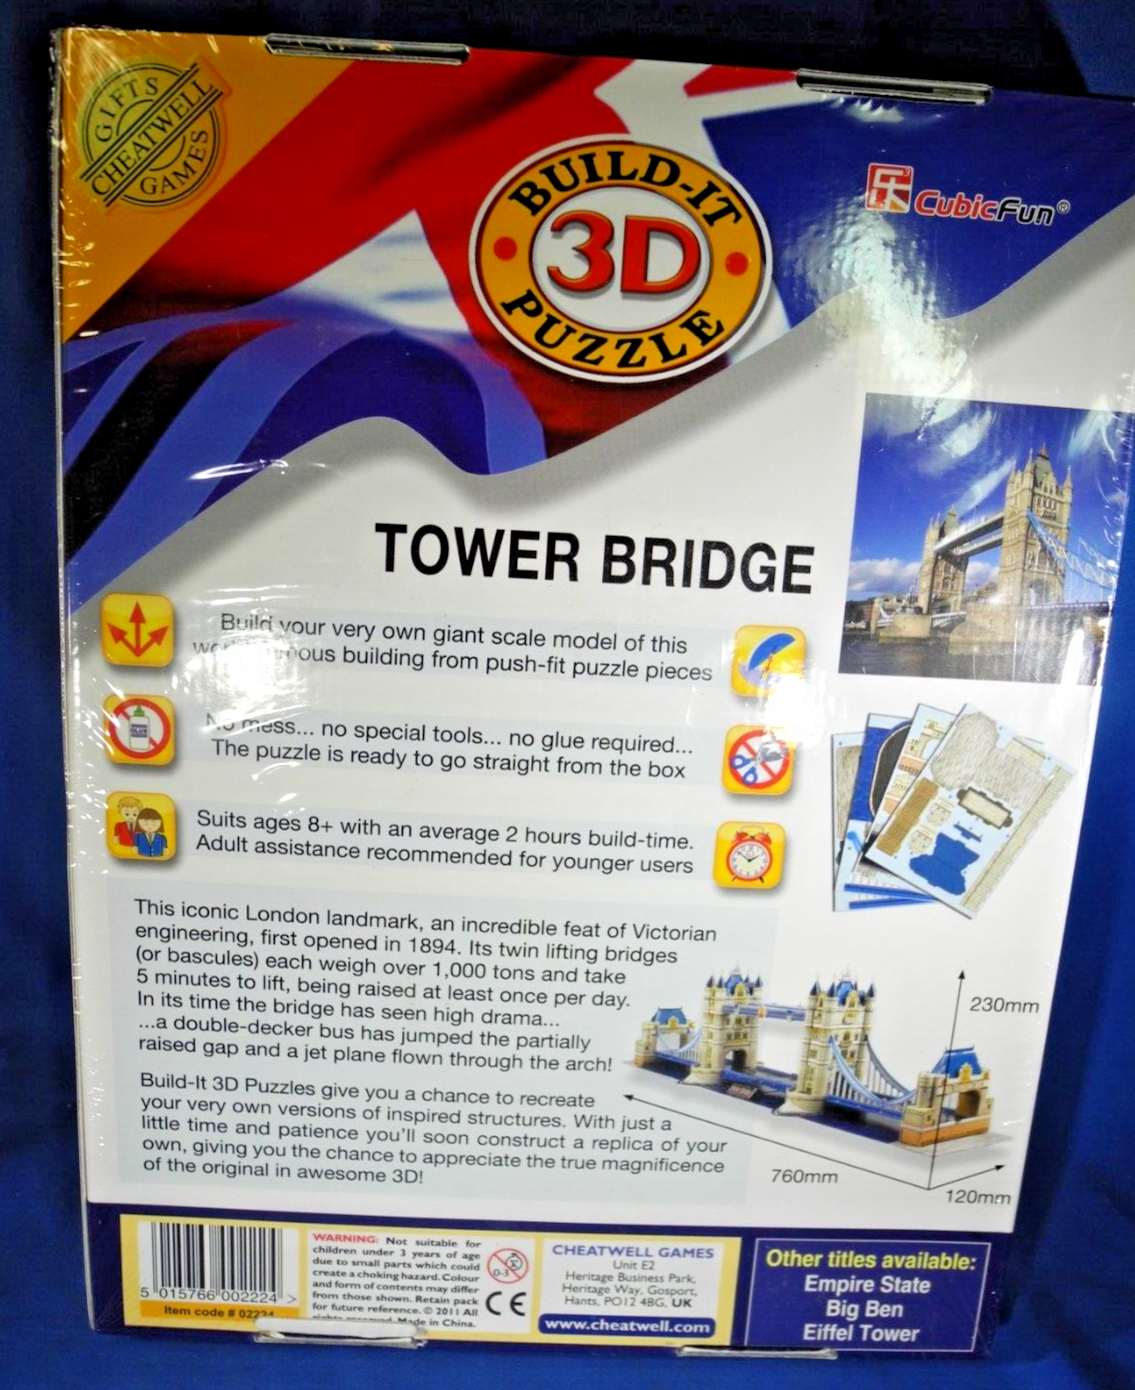 GIFTS
CHEATWELL
GAMES
BUILD-IT
3D
PUZZLE
CubicFun®
TOWER BRIDGE
Build your very own giant scale model of this
building from push-fit puzzle pieces
No mess... no special tools... no glue required...
The puzzle is ready to go straight from the box
GLUE
Suits ages 8+ with an average 2 hours build-time.
Adult assistance recommended for younger users
This iconic London landmark, an incredible feat of Victorian
engineering, first opened in 1894. Its twin lifting bridges
(or bascules) each weigh over 1,000 tons and take
5 minutes to lift, being raised at least once per day.
In its time the bridge has seen high drama...
...a double-decker bus has jumped the partially
raised gap and a jet plane flown through the arch!
Build-It 3D Puzzles give you a chance to recreate
your very own versions of inspired structures. With just a
little time and patience you'll soon construct a replica of your
own, giving you the chance to appreciate the true magnificence
of the original in awesome 3D!
230mm
760mm
120mm
5 015766 002224 >
Item code # 02224
WARNING: Not suitable for
children under 3 years of age
due to small parts which could
create a choking hazard. Colour
and form of contents may differ
from those shown. Retain pack
for future reference. © 2011 All
rights reserved. Made in China.
0-3
CE
CHEATWELL GAMES
Unit E2
Heritage Business Park,
Heritage Way, Gosport,
Hants, PO12 4BG, UK
www.cheatwell.com
Other titles available:
Empire State
Big Ben
Eiffel Tower